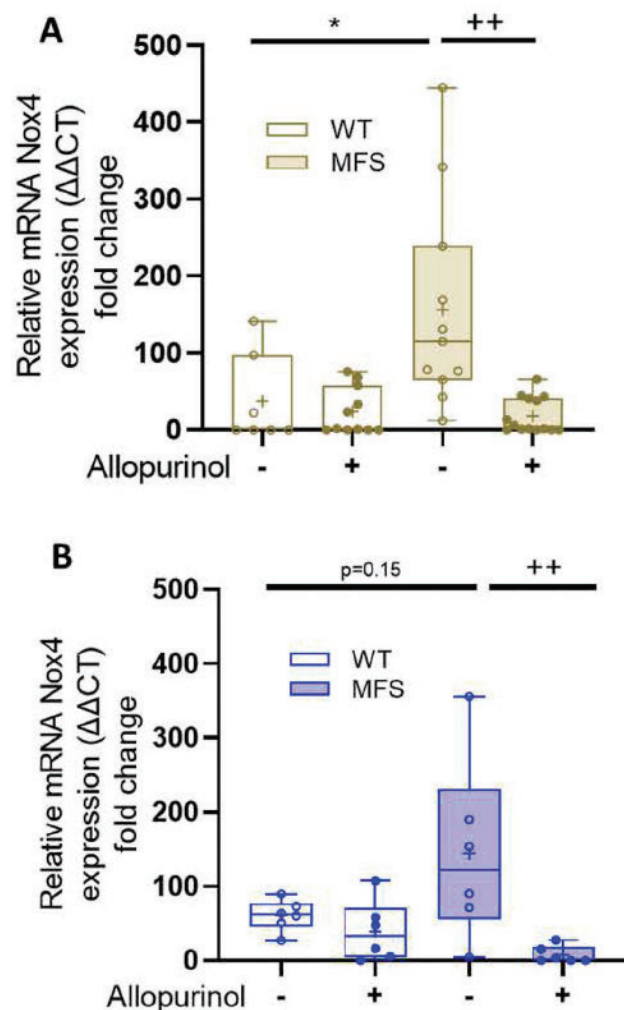 A
* ++
500
400
300
200
100
0
Relative mRNA Nox4
expression (ΔΔCT)
fold change
WT
MFS
Allopurinol - + - +
B
p=0.15 ++
500
400
300
200
100
0
Relative mRNA Nox4
expression (ΔΔCT)
fold change
WT
MFS
Allopurinol - + - +